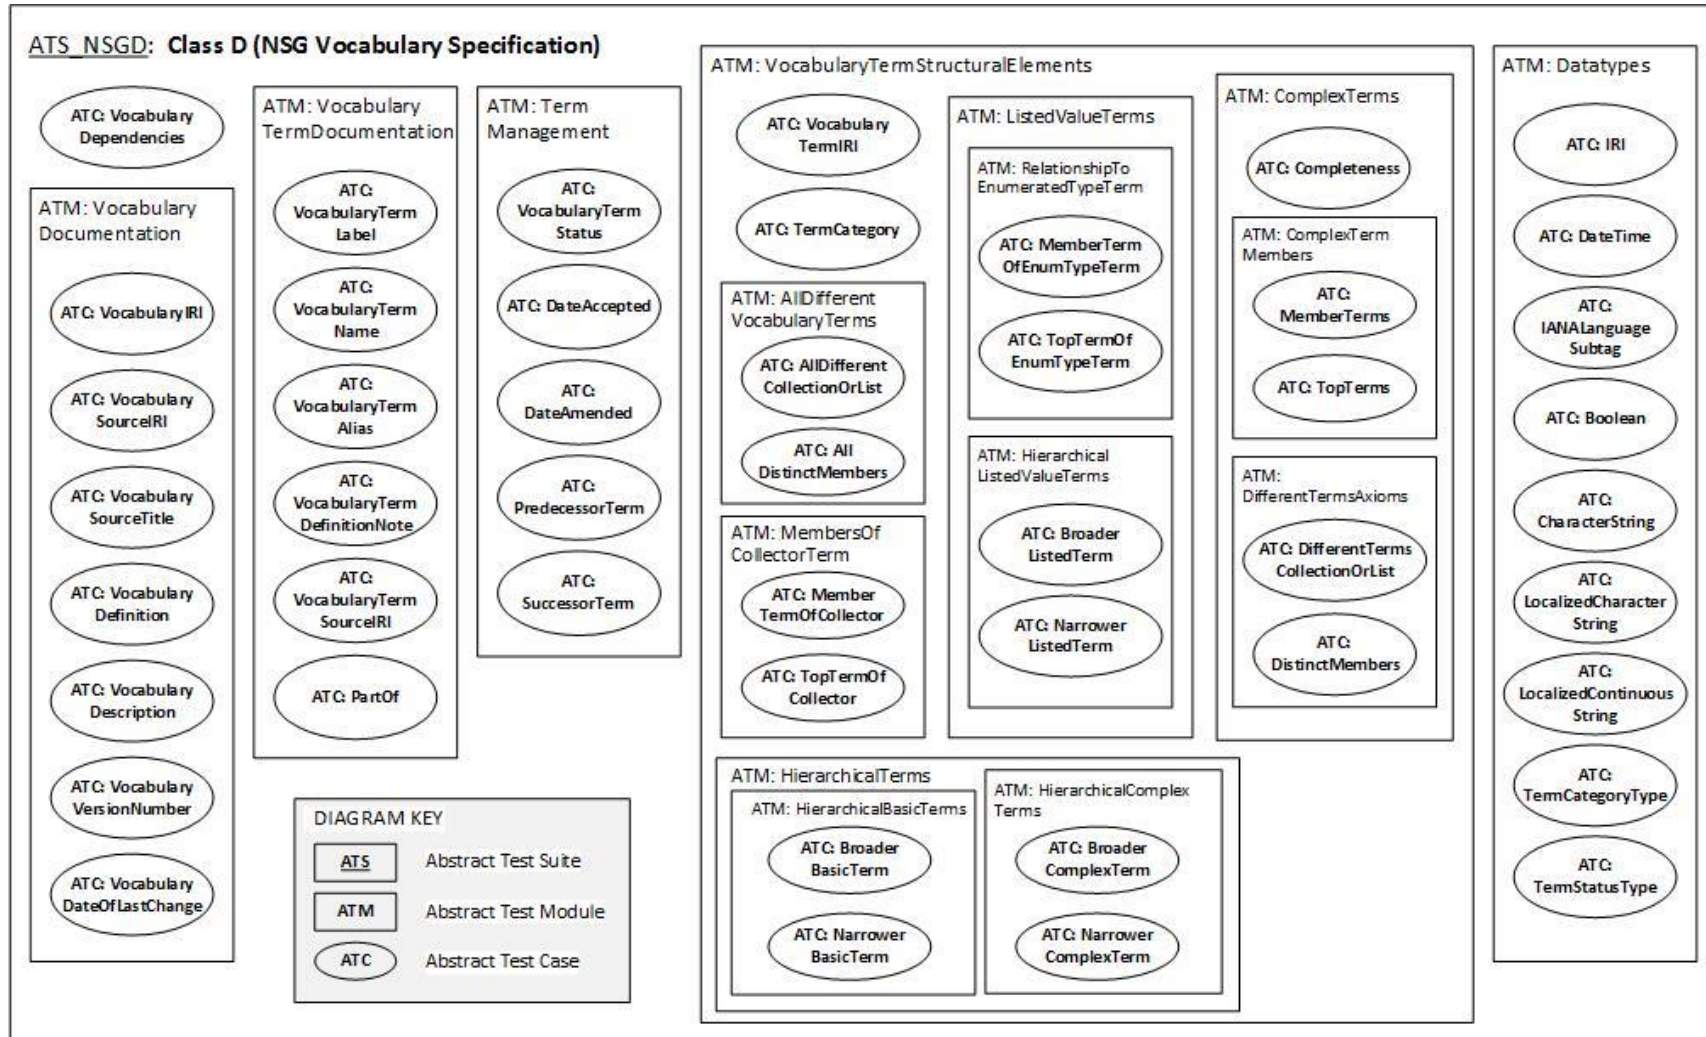 ATS_NSGD: Class D (NSG Vocabulary Specification)
ATC: Vocabulary
Dependencies
ATM: Vocabulary
Documentation
ATC: VocabularyIRI
ATC: Vocabulary
SourceIRI
ATC: Vocabulary
SourceTitle
ATC: Vocabulary
Definition
ATC: Vocabulary
Description
ATC: Vocabulary
VersionNumber
ATC: Vocabulary
DateOfLastChange
ATM: Vocabulary
TermDocumentation
ATC:
VocabularyTerm
Label
ATC:
VocabularyTerm
Name
ATC:
VocabularyTerm
Alias
ATC:
VocabularyTerm
DefinitionNote
ATC:
VocabularyTerm
SourceIRI
ATC: PartOf
ATM: Term
Management
ATC:
VocabularyTerm
Status
ATC: DateAccepted
ATC:
DateAmended
ATC:
PredecessorTerm
ATC:
SuccessorTerm
DIAGRAM KEY
ATS
Abstract Test Suite
ATM
Abstract Test Module
ATC
Abstract Test Case
ATM: VocabularyTermStructuralElements
ATC: Vocabulary
TermIRI
ATC: TermCategory
ATM: AllDifferent
VocabularyTerms
ATC: AllDifferent
CollectionOrList
ATC: All
DistinctMembers
ATM: MembersOf
CollectorTerm
ATC: Member
TermOfCollector
ATC: TopTermOf
Collector
ATM: ListedValueTerms
ATM: RelationshipTo
EnumeratedTypeTerm
ATC: MemberTerm
OfEnumTypeTerm
ATC: TopTermOf
EnumTypeTerm
ATM: Hierarchical
ListedValueTerms
ATC: Broader
ListedTerm
ATC: Narrower
ListedTerm
ATM: ComplexTerms
ATC: Completeness
ATM: ComplexTerm
Members
ATC:
MemberTerms
ATC: TopTerms
ATM:
DifferentTermsAxioms
ATC: DifferentTerms
CollectionOrList
ATC:
DistinctMembers
ATM: HierarchicalTerms
ATM: HierarchicalBasicTerms
ATC: Broader
BasicTerm
ATC: Narrower
BasicTerm
ATM: HierarchicalComplex
Terms
ATC: Broader
ComplexTerm
ATC: Narrower
ComplexTerm
ATM: Datatypes
ATC: IRI
ATC: DateTime
ATC:
IANALanguage
Subtag
ATC: Boolean
ATC:
CharacterString
ATC:
LocalizedCharacter
String
ATC:
LocalizedContinuous
String
ATC:
TermCategoryType
ATC:
TermStatusType